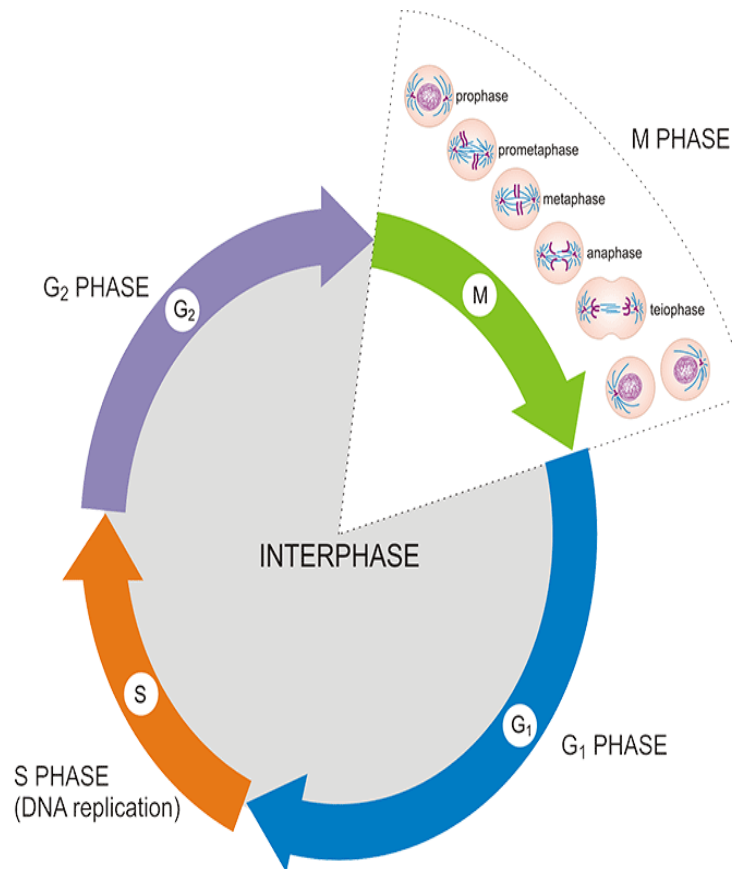 prophase
prometaphase
M PHASE
metaphase
anaphase
teiophase
M
G₂ PHASE
G₂
INTERPHASE
S
G₁
G₁ PHASE
S PHASE
(DNA replication)